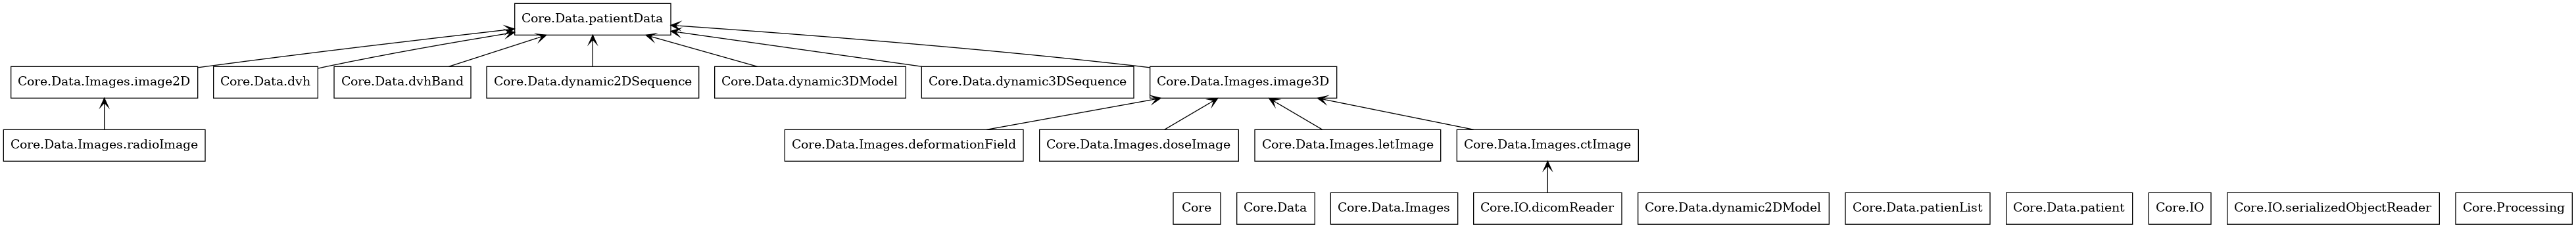 Core.Data.patientData
Core.Data.Images.image2D
Core.Data.dvh
Core.Data.dvhBand
Core.Data.dynamic2DSequence
Core.Data.dynamic3DModel
Core.Data.dynamic3DSequence
Core.Data.Images.image3D
Core.Data.Images.radioImage
Core.Data.Images.deformationField
Core.Data.Images.doseImage
Core.Data.Images.letImage
Core.Data.Images.ctImage
Core
Core.Data
Core.Data.Images
Core.IO.dicomReader
Core.Data.dynamic2DModel
Core.Data.patienList
Core.Data.patient
Core.IO
Core.IO.serializedObjectReader
Core.Processing